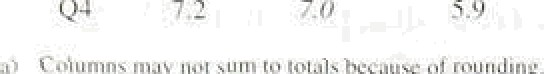 Q4 7.2 7.0 5.9
a) Columns may not sum to totals because of rounding.